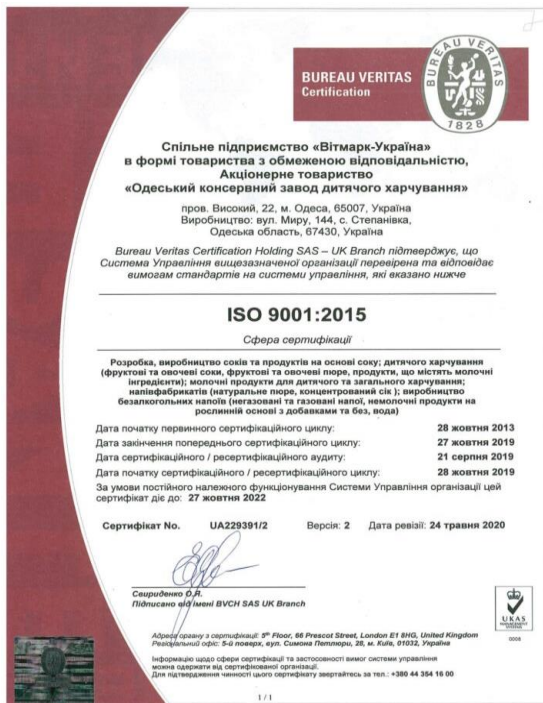 BUREAU VERITAS
Certification
BUREAU VERITAS
1828
Спільне підприємство «Вітмарк-Україна»
в формі товариства з обмеженою відповідальністю,
Акціонерне товариство
«Одеський консервний завод дитячого харчування»
пров. Високий, 22, м. Одеса, 65007, Україна
Виробництво: вул. Миру, 144, с. Степанівка,
Одеська область, 67430, Україна
Bureau Veritas Certification Holding SAS – UK Branch підтверджує, що
Система Управління вищезазначеної організації перевірена та відповідає
вимогам стандартів на системи управління, які вказано нижче
ISO 9001:2015
Сфера сертифікації
Розробка, виробництво соків та продуктів на основі соку; дитячого харчування
(фруктові та овочеві соки, фруктові та овочеві пюре, продукти, що містять молочні
інгредієнти); молочні продукти для дитячого та загального харчування;
напівфабрикатів (натуральне пюре, концентрований сік ); виробництво
безалкогольних напоїв (негазовані та газовані напої, немолочні продукти на
рослинній основі з добавками та без, вода)
Дата початку первинного сертифікаційного циклу: 28 жовтня 2013
Дата закінчення попереднього сертифікаційного циклу: 27 жовтня 2019
Дата сертифікаційного / ресертифікаційного аудиту: 21 серпня 2019
Дата початку сертифікаційного / ресертифікаційного циклу: 28 жовтня 2019
За умови постійного належного функціонування Системи Управління організації цей
сертифікат діє до: 27 жовтня 2022
Сертифікат No. UA229391/2 Версія: 2 Дата ревізії: 24 травня 2020
Свириденко О.Я.
Підписано від імені BVCH SAS UK Branch
UKAS
MANAGEMENT
SYSTEMS
0008
Адреса органу з сертифікації: 5th Floor, 66 Prescot Street, London E1 8HG, United Kingdom
Регіональний офіс: 5-й поверх, вул. Симона Петлюри, 28, м. Київ, 01032, Україна
Інформацію щодо сфери сертифікації та застосовності вимог системи управління
можна одержати від сертифікованої організації.
Для підтвердження чинності цього сертифікату звертайтесь за тел.: +380 44 354 16 00
1 / 1